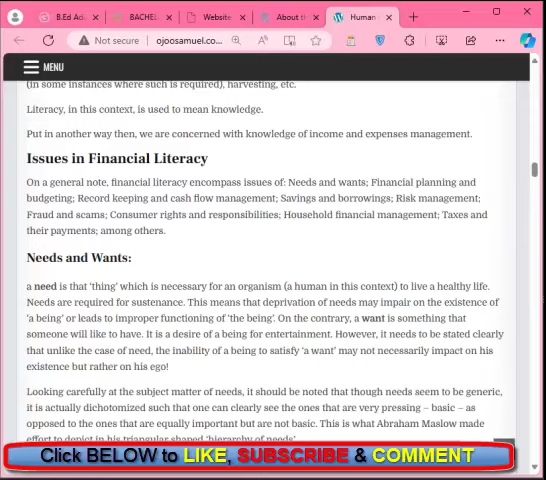 B.Ed Ad
BACHE
Website
About th
Human
Not secure
ojoosamuel.co...
MENU
(In some instances where such is required), harvesting, etc.
Literacy, in this context, is used to mean knowledge.
Put in another way then, we are concerned with knowledge of income and expenses management.
Issues in Financial Literacy
On a general note, financial literacy encompass issues of: Needs and wants; Financial planning and
budgeting; Record keeping and cash flow management; Savings and borrowings; Risk management;
Fraud and scams; Consumer rights and responsibilities; Household financial management; Taxes and
their payments; among others.
Needs and Wants:
a need is that ‘thing’ which is necessary for an organism (a human in this context) to live a healthy life.
Needs are required for sustenance. This means that deprivation of needs may impair on the existence of
‘a being’ or leads to improper functioning of ‘the being’. On the contrary, a want is something that
someone will like to have. It is a desire of a being for entertainment. However, it needs to be stated clearly
that unlike the case of need, the inability of a being to satisfy ‘a want’ may not necessarily impact on his
existence but rather on his ego!
Looking carefully at the subject matter of needs, it should be noted that though needs seem to be generic,
it is actually dichotomized such that one can clearly see the ones that are very pressing – basic – as
opposed to the ones that are equally important but are not basic. This is what Abraham Maslow made
effort to depict in his triangular shaped ‘hierarchy of needs’
Click BELOW to LIKE, SUBSCRIBE & COMMENT